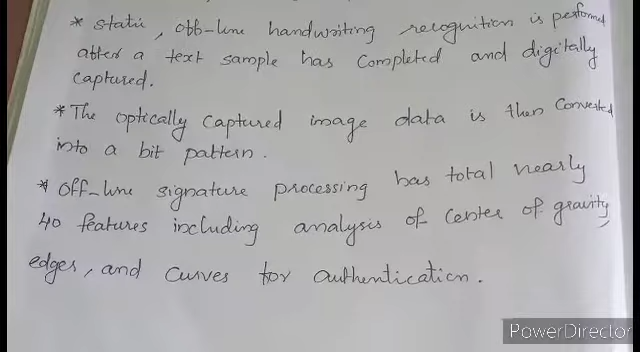 * static, off-line handwriting recognition is performed
after a text sample has completed and digitally
captured.
* The optically captured image data is then converted
into a bit pattern.
* off-line signature processing has total nearly
40 features including analysis of center of gravity,
edges, and curves for authentication.
PowerDirector